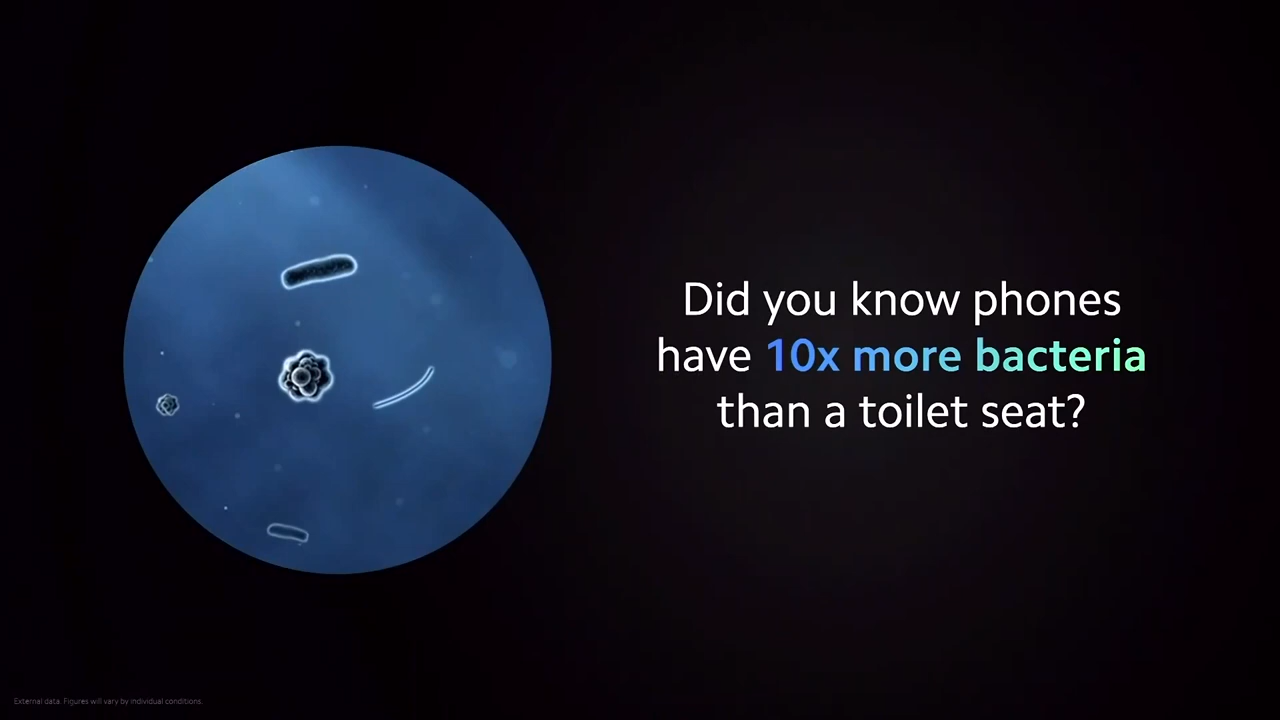 Did you know phones
have 10x more bacteria
than a toilet seat?
External data. Figures will vary by individual conditions.